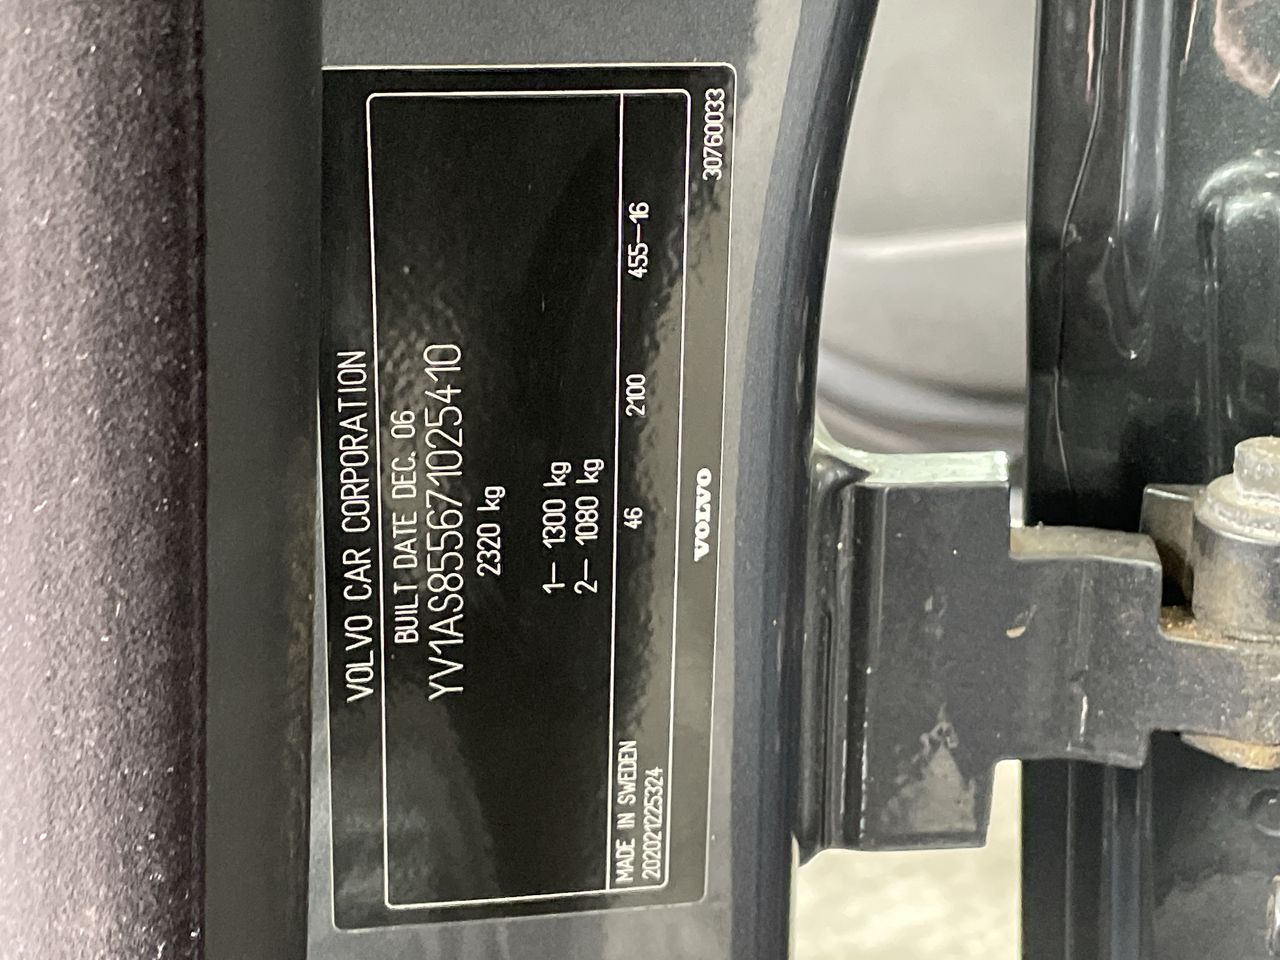 VOLVO CAR CORPORATION
BUILT DATE DEC. 06
YV1AS855671025410
2320 kg
1– 1300 kg
2– 1080 kg
MADE IN SWEDEN 46 2100 455–16
202021225324
VOLVO 30760033